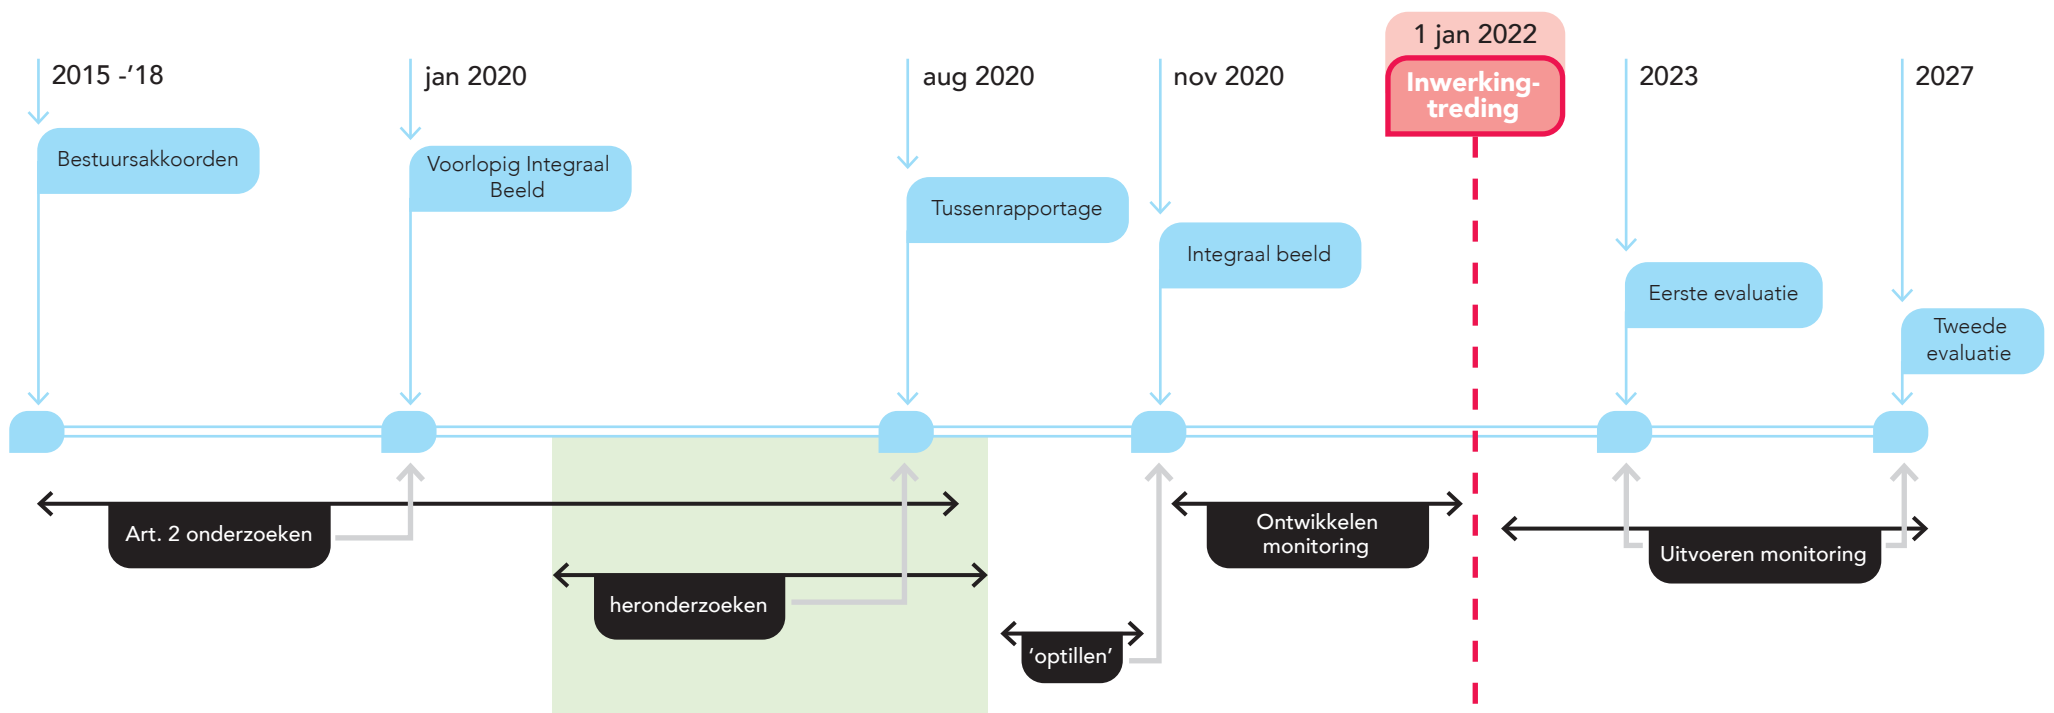 1 jan 2022
Inwerking-
treding
2015 -'18
jan 2020
aug 2020
nov 2020
2023
2027
Bestuursakkoorden
Voorlopig Integraal
Beeld
Tussenrapportage
Integraal beeld
Eerste evaluatie
Tweede
evaluatie
Art. 2 onderzoeken
heronderzoeken
'optillen'
Ontwikkelen
monitoring
Uitvoeren monitoring